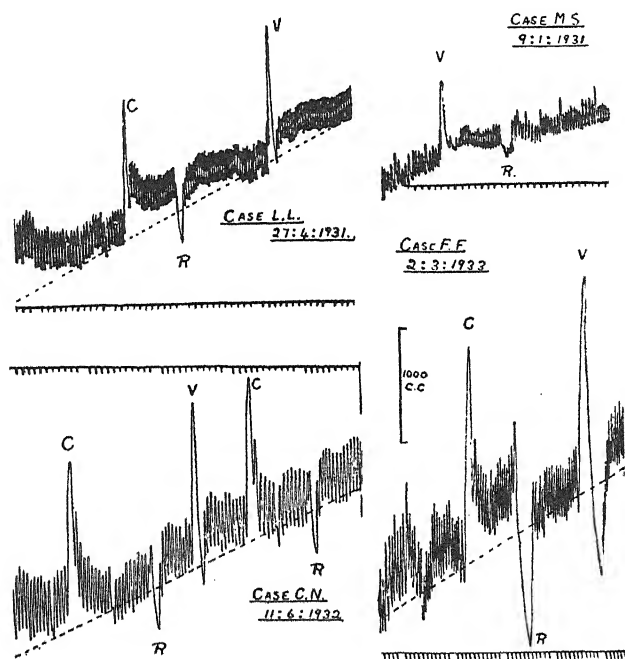 V
C
CASE L.L.
27:4:1931.
R
CASE M.S
9:1:1931
V
R.
C
V
C
R
R
CASE C.N.
11:6:1932
CASE F.F
2:3:1933
V
C
1000
C.C
R